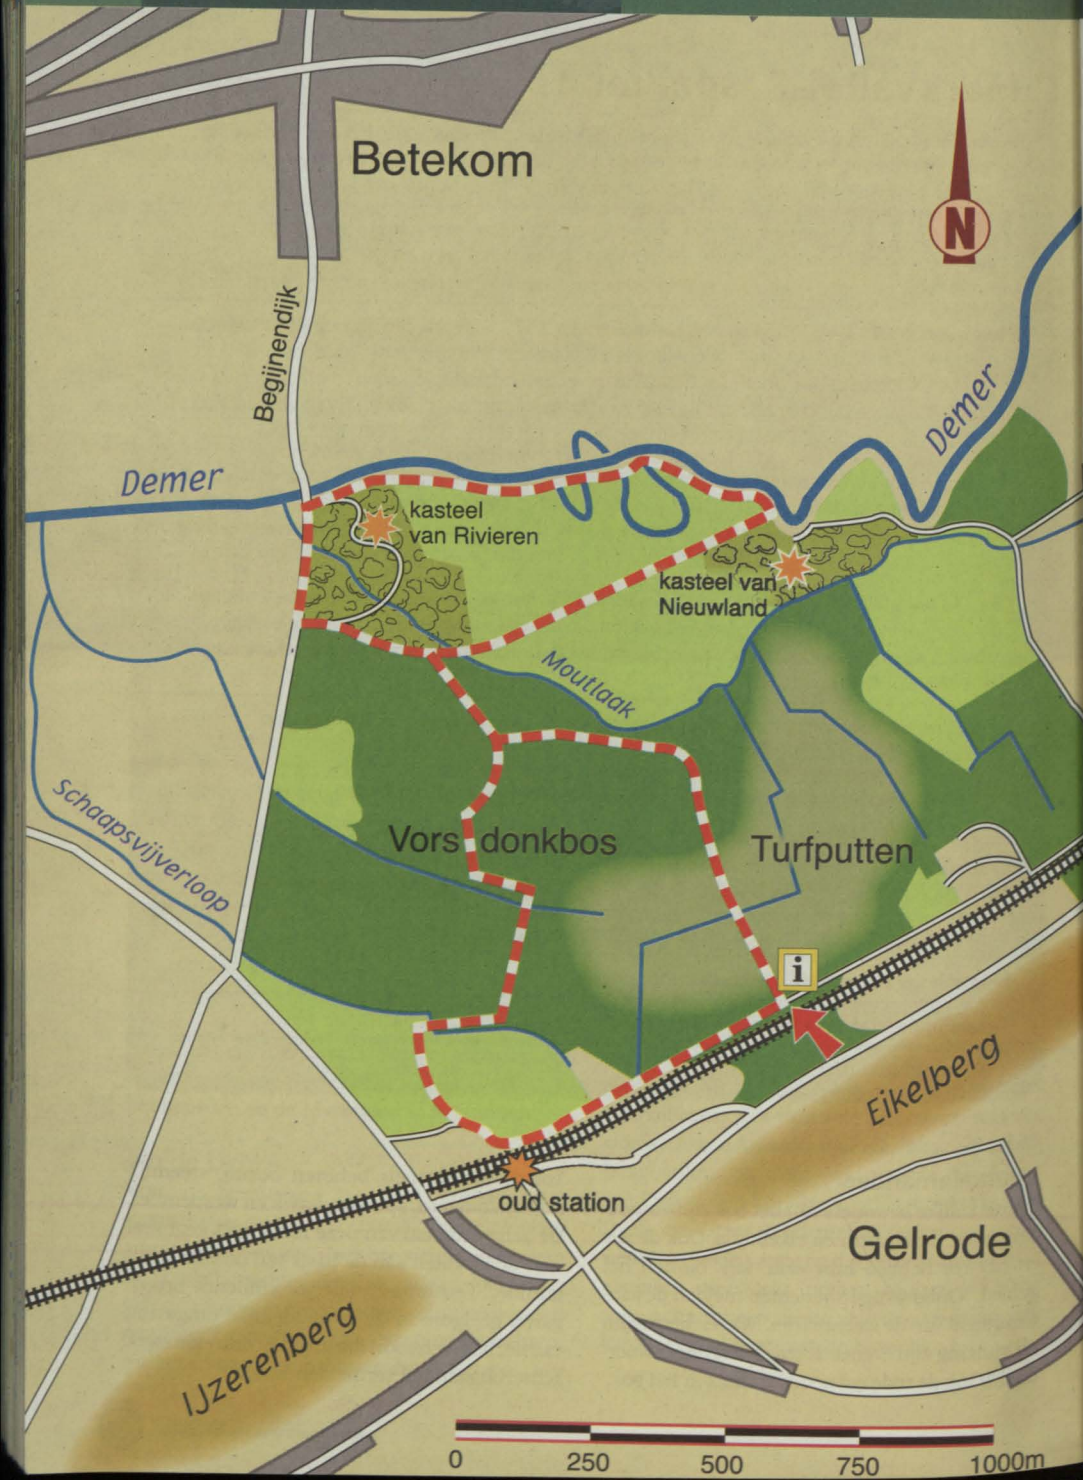 Betekom
N
Begijnendijk
Demer
Demer
kasteel
van Rivieren
kasteel van
Nieuwland
Moutlaak
Schaapsvijverloop
Vorsdonkbos
Turfputten
i
Eikelberg
oud station
Gelrode
IJzerenberg
0 250 500 750 1000m